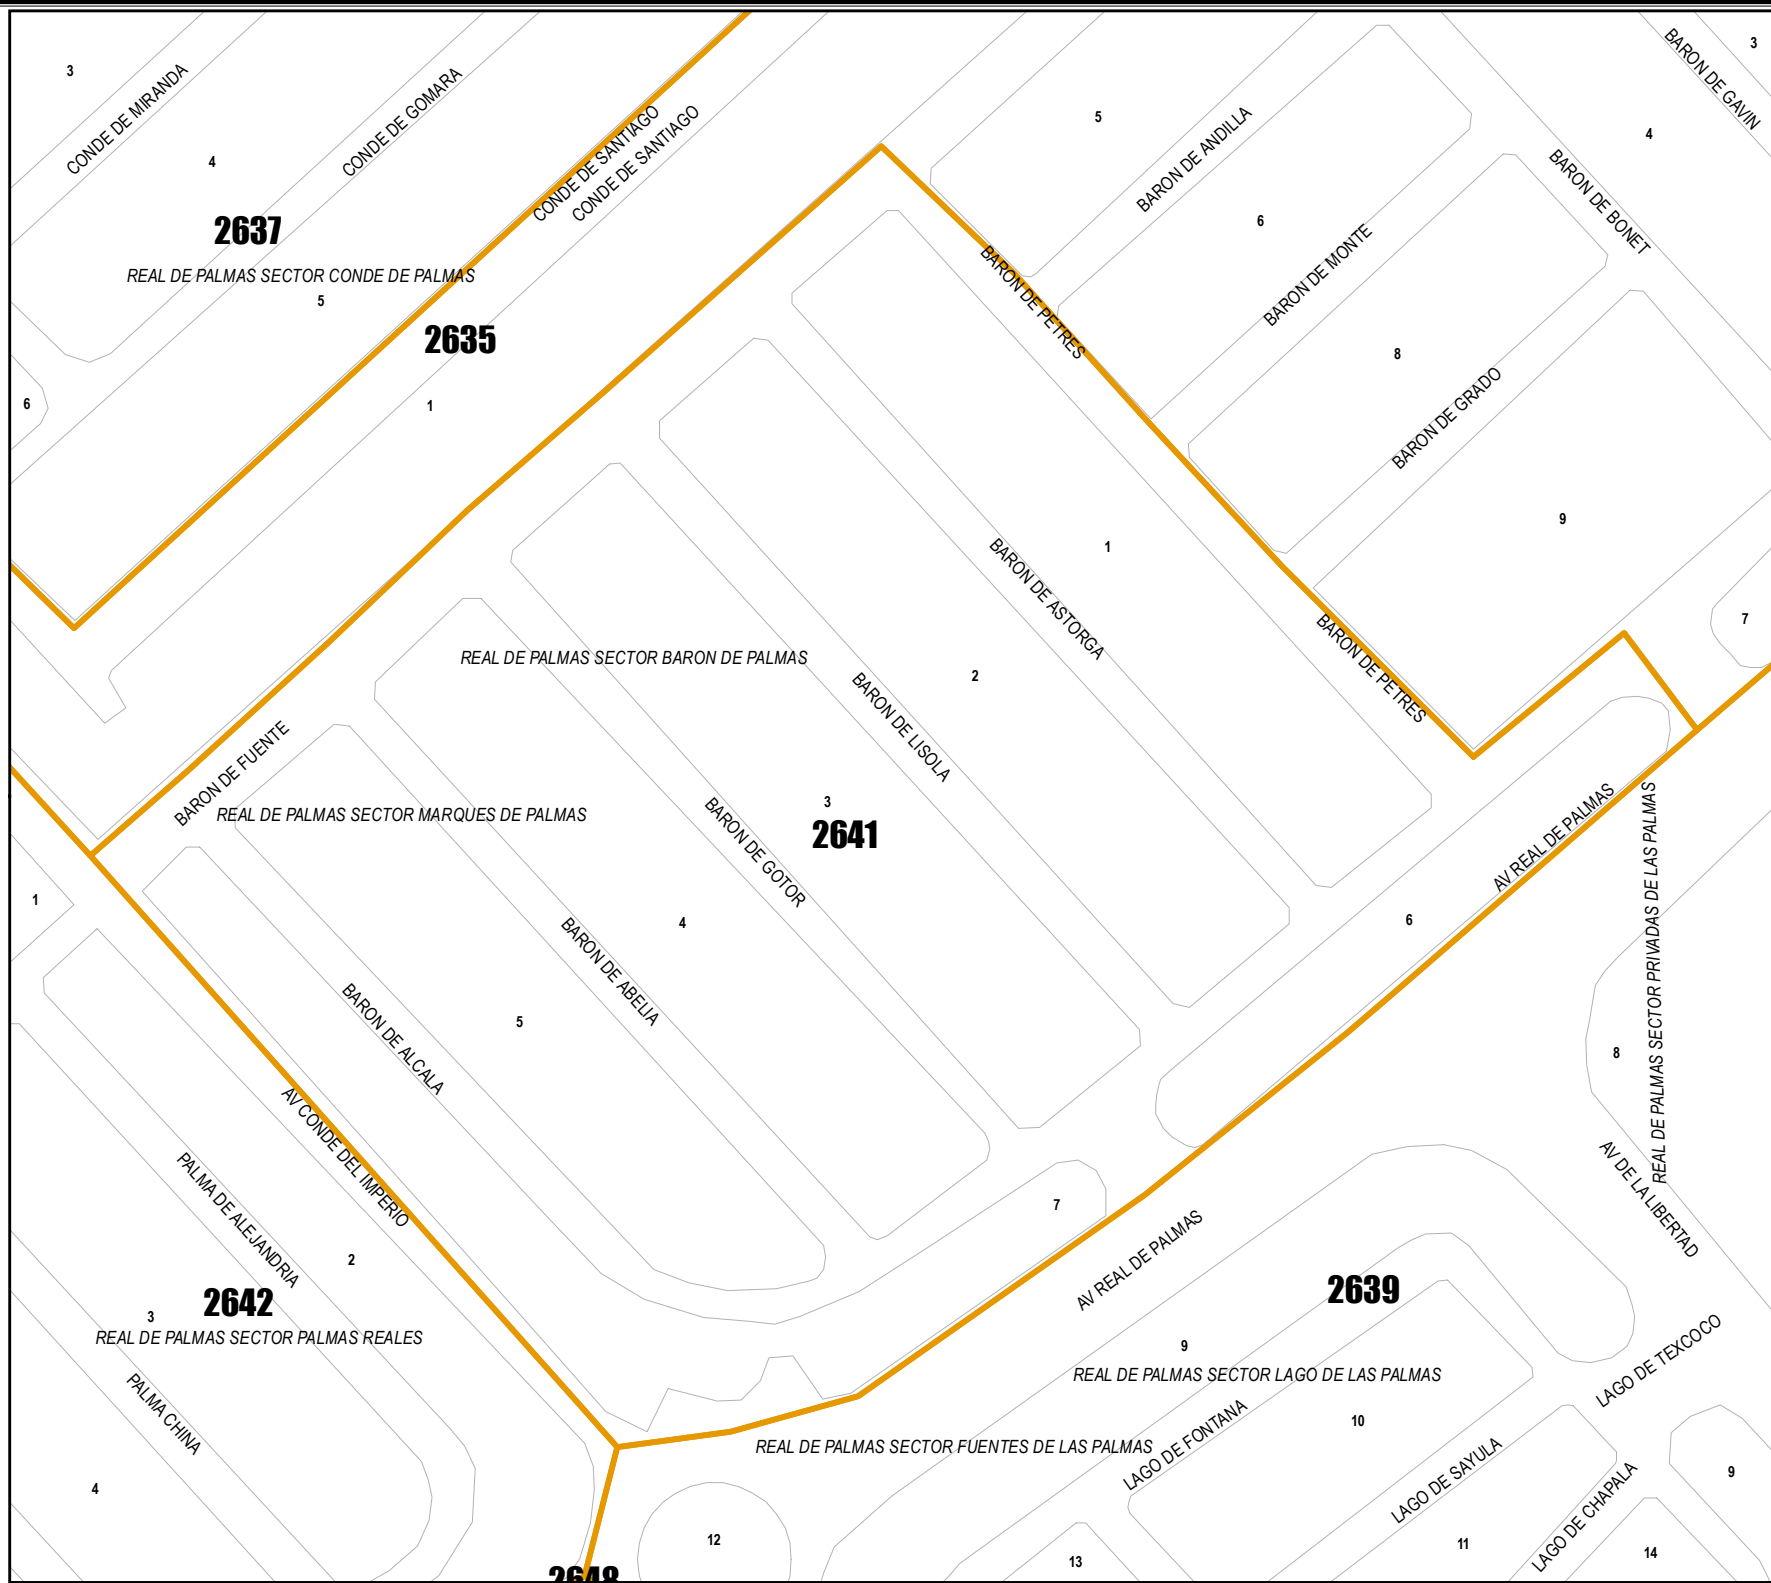 3
CONDE DE MIRANDA
4
CONDE DE GOMARA
2637
REAL DE PALMAS SECTOR CONDE DE PALMAS
5
6
CONDE DE SANTIAGO
CONDE DE SANTIAGO
2635
1
5
BARON DE ANDILLA
6
BARON DE MONTE
BARON DE PETRES
8
BARON DE GRADO
9
BARON DE BONET
4
BARON DE GAVIN
3
7
BARON DE PETRES
1
BARON DE ASTORGA
2
BARON DE LISOLA
REAL DE PALMAS SECTOR BARON DE PALMAS
3
2641
BARON DE GOTOR
4
BARON DE FUENTE
REAL DE PALMAS SECTOR MARQUES DE PALMAS
BARON DE ABELIA
5
BARON DE ALCALA
1
AV CONDE DEL IMPERIO
PALMA DE ALEJANDRIA
2
3
2642
REAL DE PALMAS SECTOR PALMAS REALES
PALMA CHINA
4
AV REAL DE PALMAS
6
REAL DE PALMAS SECTOR PRIVADAS DE LAS PALMAS
8
AV DE LA LIBERTAD
7
AV REAL DE PALMAS
2639
9
REAL DE PALMAS SECTOR LAGO DE LAS PALMAS
LAGO DE TEXCOCO
10
LAGO DE FONTANA
REAL DE PALMAS SECTOR FUENTES DE LAS PALMAS
LAGO DE SAYULA
LAGO DE CHAPALA
9
11
12
13
14
2648